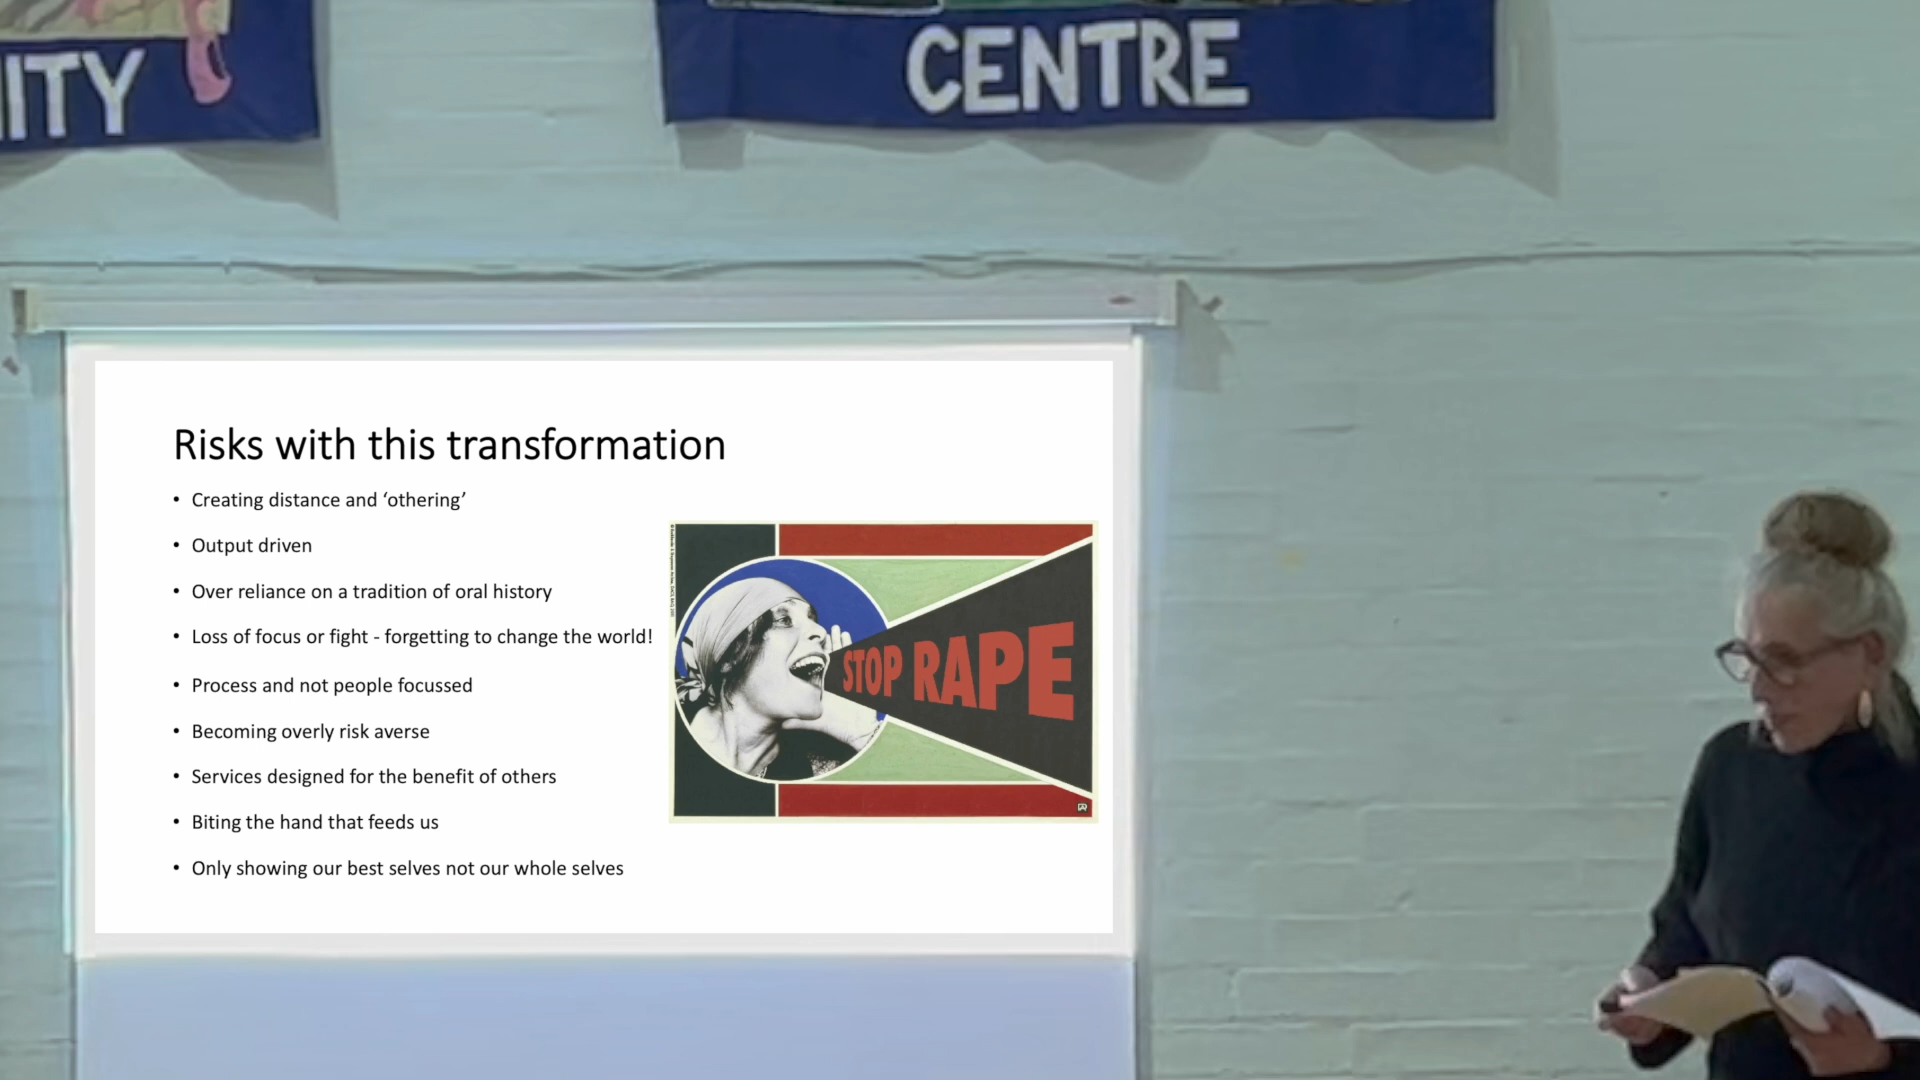 ITY
CENTRE
Risks with this transformation
• Creating distance and ‘othering’
• Output driven
• Over reliance on a tradition of oral history
• Loss of focus or fight - forgetting to change the world!
• Process and not people focussed
• Becoming overly risk averse
• Services designed for the benefit of others
• Biting the hand that feeds us
• Only showing our best selves not our whole selves
STOP RAPE